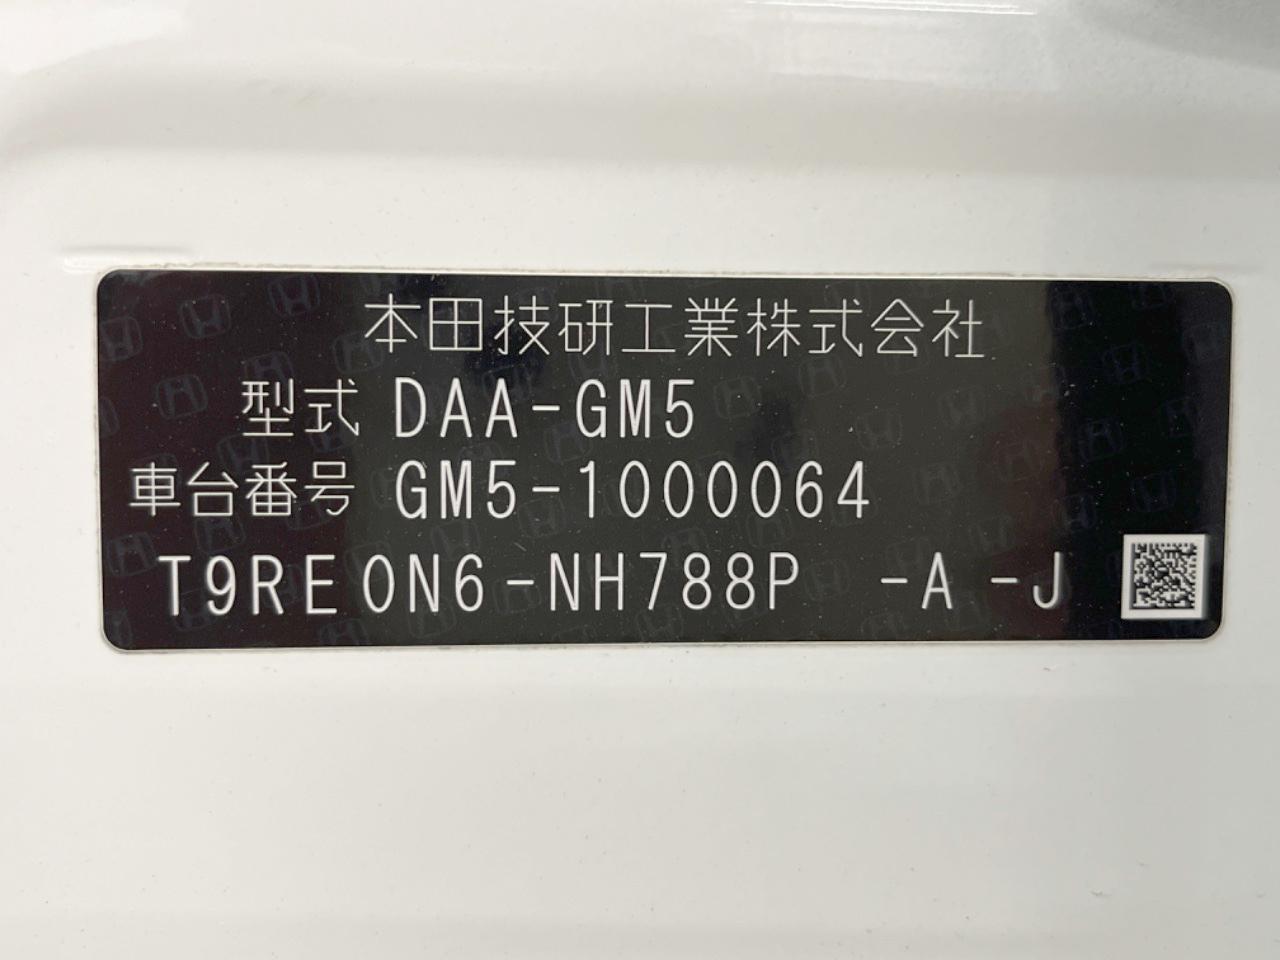 本田技研工業株式会社
型式 DAA-GM5
車台番号 GM5-1000064
T9RE0N6-NH788P -A-J